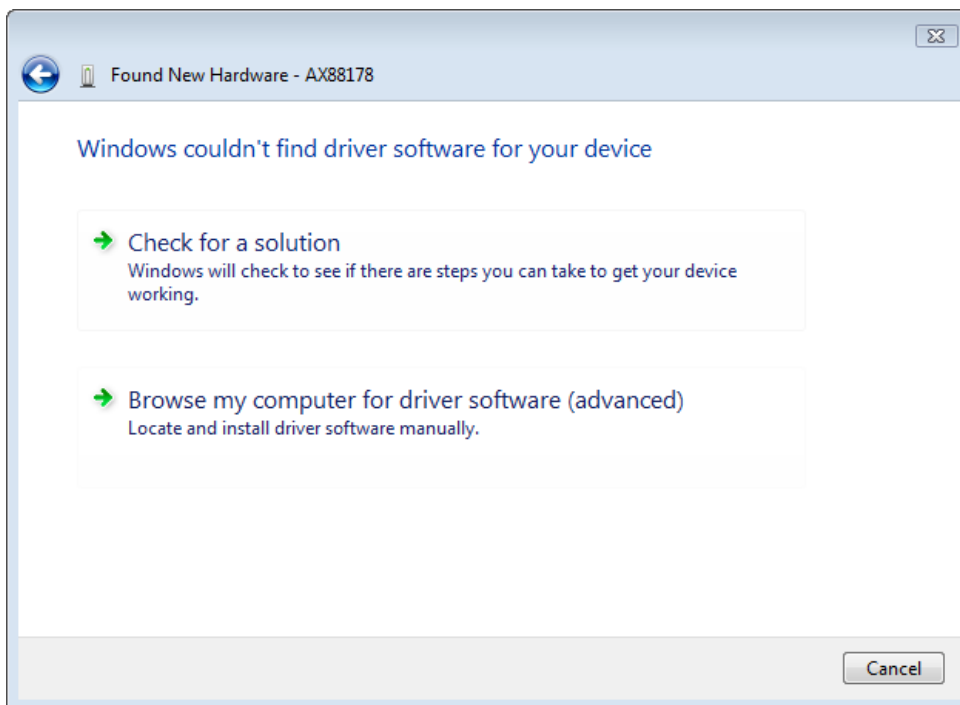 Found New Hardware - AX88178
Windows couldn't find driver software for your device
Check for a solution
Windows will check to see if there are steps you can take to get your device
working.
Browse my computer for driver software (advanced)
Locate and install driver software manually.
Cancel